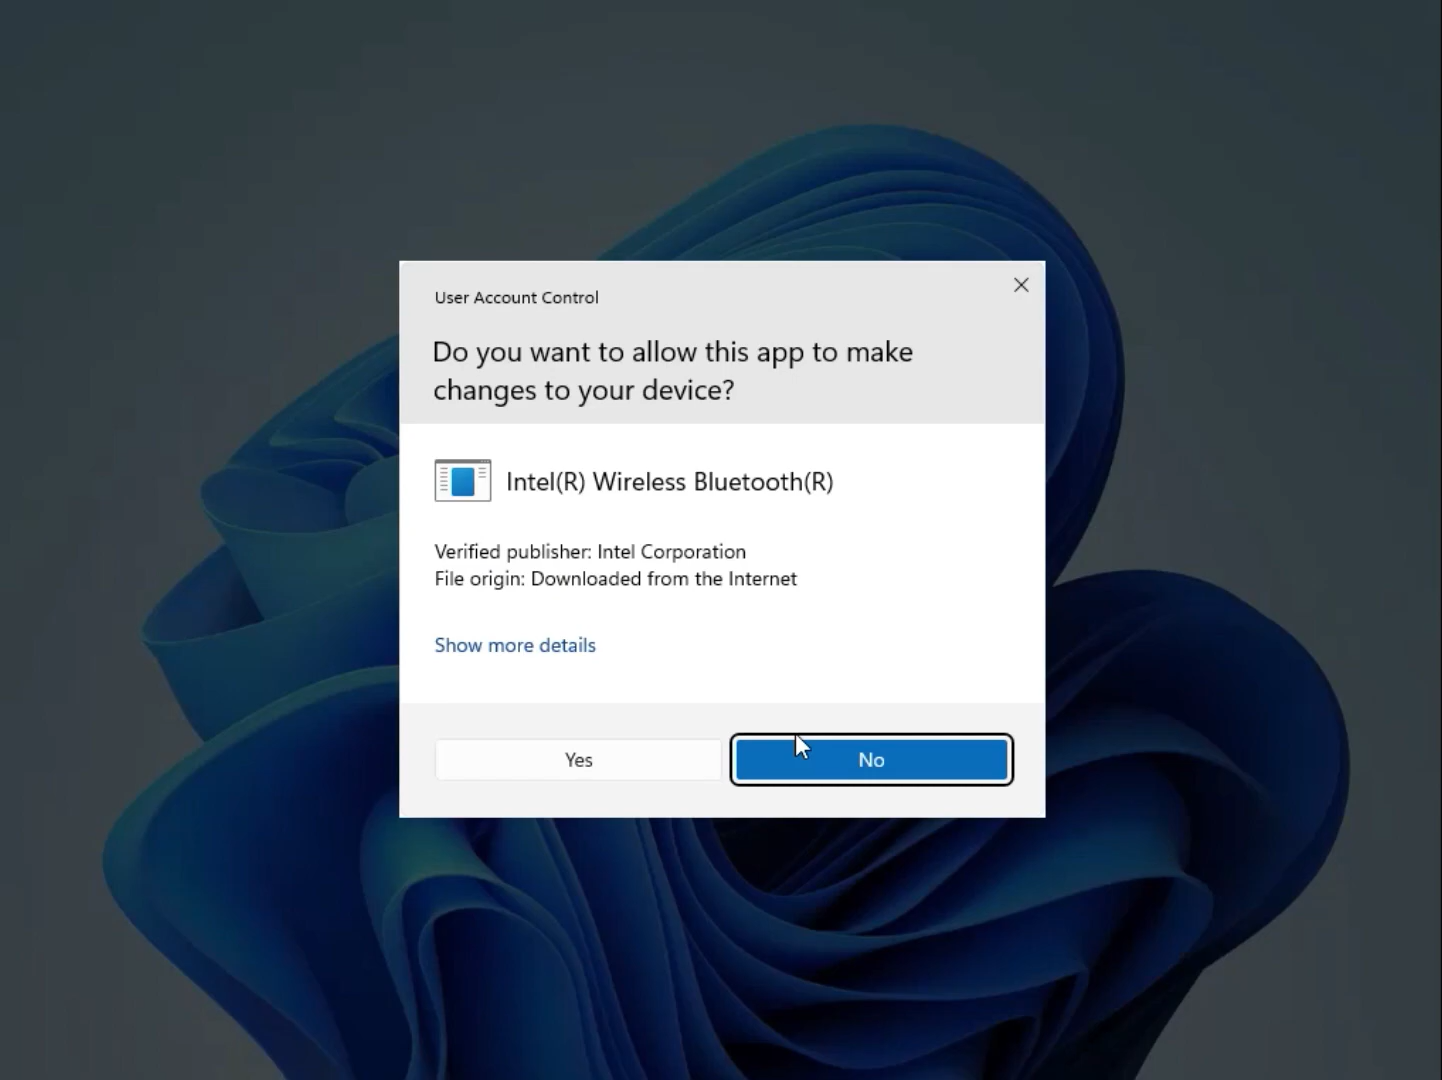 User Account Control
Do you want to allow this app to make
changes to your device?
Intel(R) Wireless Bluetooth(R)
Verified publisher: Intel Corporation
File origin: Downloaded from the Internet
Show more details
Yes
No